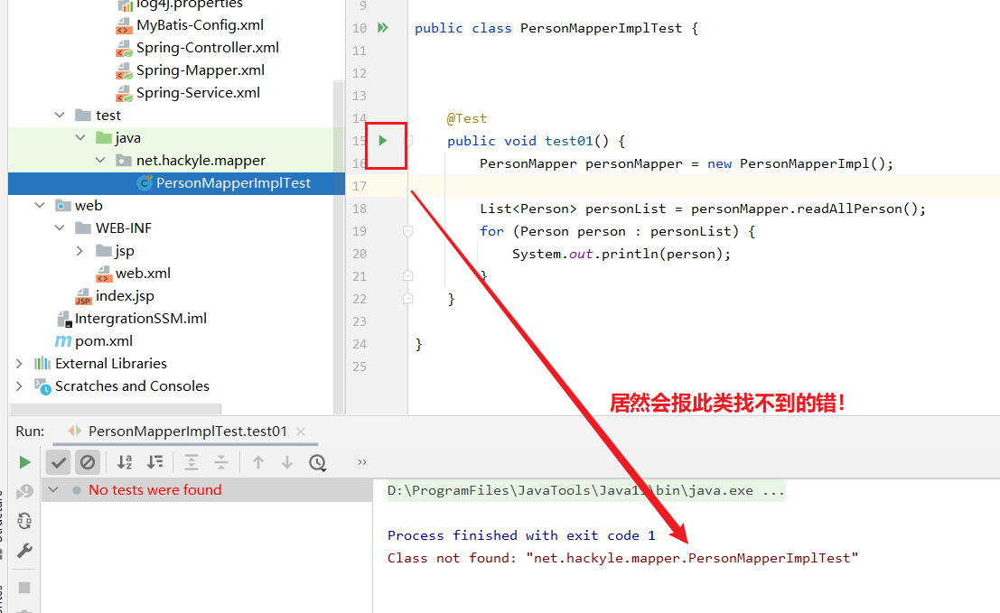 log4j.properties
MyBatis-Config.xml
Spring-Controller.xml
Spring-Mapper.xml
Spring-Service.xml
test
java
net.hackyle.mapper
PersonMapperImplTest
web
WEB-INF
jsp
web.xml
index.jsp
IntergrationSSM.iml
pom.xml
External Libraries
Scratches and Consoles
9
10 public class PersonMapperImplTest {
11
12
13
14 @Test
15 public void test01() {
16 PersonMapper personMapper = new PersonMapperImpl();
17
18 List<Person> personList = personMapper.readAllPerson();
19 for (Person person : personList) {
20 System.out.println(person);
21 }
22 }
23
24 }
25
居然会报此类找不到的错!
Run: PersonMapperImplTest.test01
No tests were found
D:\ProgramFiles\JavaTools\Java11\bin\java.exe ...
Process finished with exit code 1
Class not found: "net.hackyle.mapper.PersonMapperImplTest"